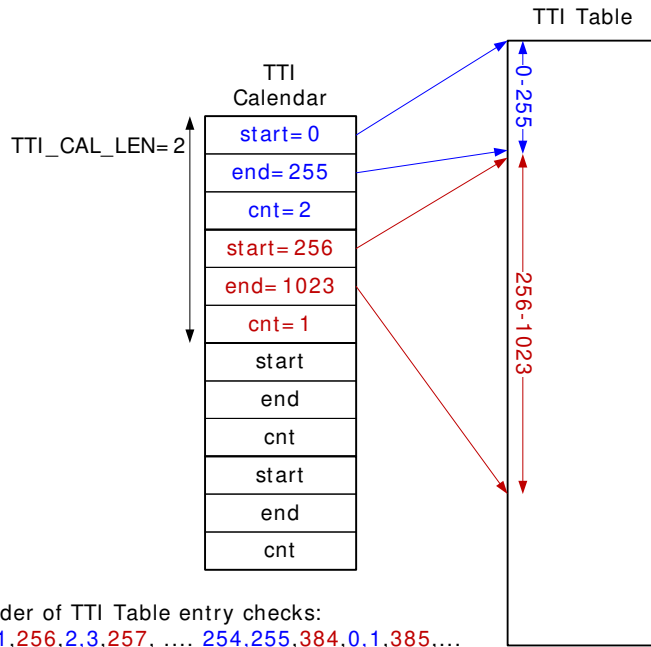 TTI Table
TTI
Calendar
TTI_CAL_LEN=2
start=0
end=255
cnt=2
start=256
end=1023
cnt=1
start
end
cnt
start
end
cnt
0-255
256-1023
der of TTI Table entry checks:
1,256,2,3,257, .... 254,255,384,0,1,385,...